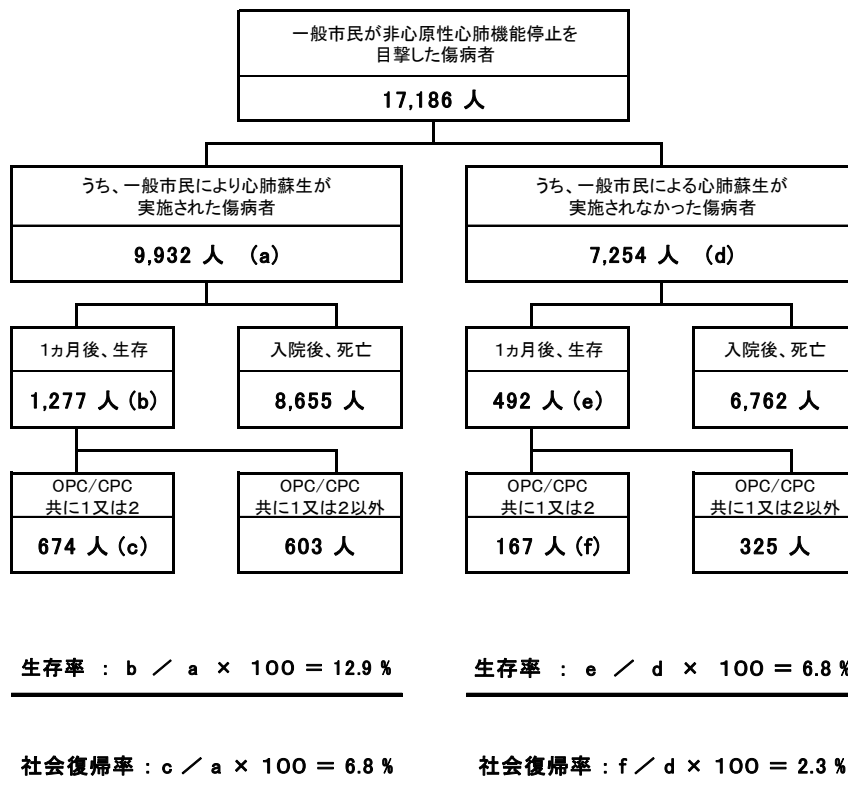 一般市民が非心原性心肺機能停止を
目撃した傷病者
17,186 人
うち、一般市民により心肺蘇生が
実施された傷病者
9,932 人 (a)
うち、一般市民による心肺蘇生が
実施されなかった傷病者
7,254 人 (d)
1ヵ月後、生存
1,277 人 (b)
入院後、死亡
8,655 人
1ヵ月後、生存
492 人 (e)
入院後、死亡
6,762 人
OPC/CPC
共に1又は2
674 人 (c)
OPC/CPC
共に1又は2以外
603 人
OPC/CPC
共に1又は2
167 人 (f)
OPC/CPC
共に1又は2以外
325 人
生存率 : b / a × 100 = 12.9 %
生存率 : e / d × 100 = 6.8 %
社会復帰率 : c / a × 100 = 6.8 %
社会復帰率 : f / d × 100 = 2.3 %